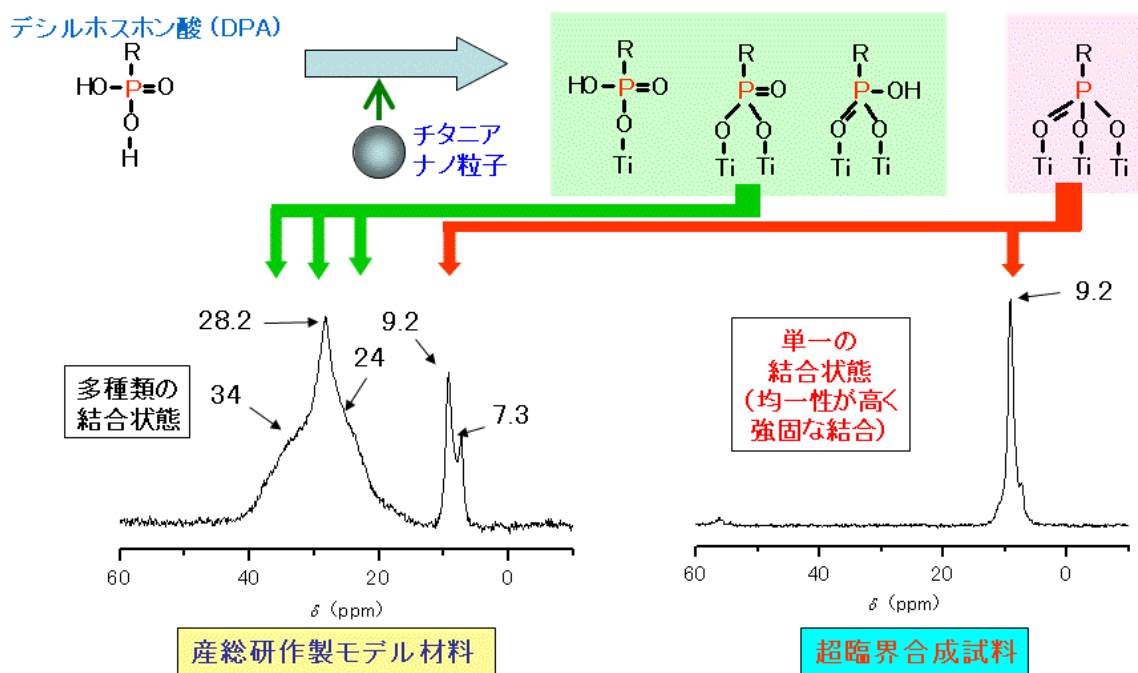 デシルホスホン酸 (DPA)
R
HO-P=O
O
H
チタニア
ナノ粒子
R
HO-P=O
O
Ti
R
P=O
O O
Ti Ti
R
P-OH
O O
Ti Ti
R
P
O O O
Ti Ti Ti
28.2
34
24
9.2
7.3
多種類の
結合状態
60 40 20 0
δ (ppm)
産総研作製モデル材料
9.2
単一の
結合状態
(均一性が高く
強固な結合)
60 40 20 0
δ (ppm)
超臨界合成試料